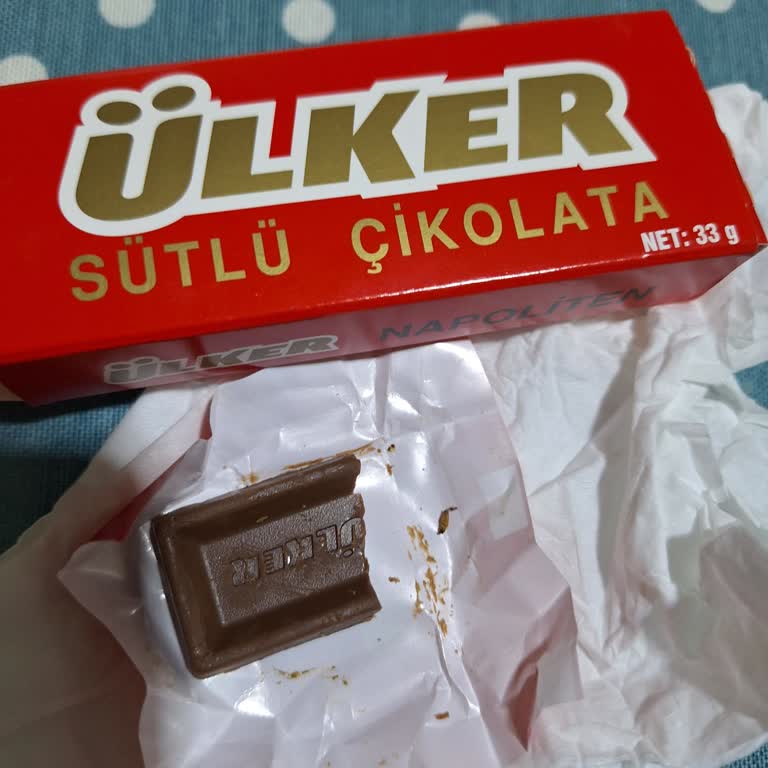 ÜLKER
SÜTLÜ ÇİKOLATA
NET: 33 g
ÜLKER NAPOLİTEN
ÜLKER